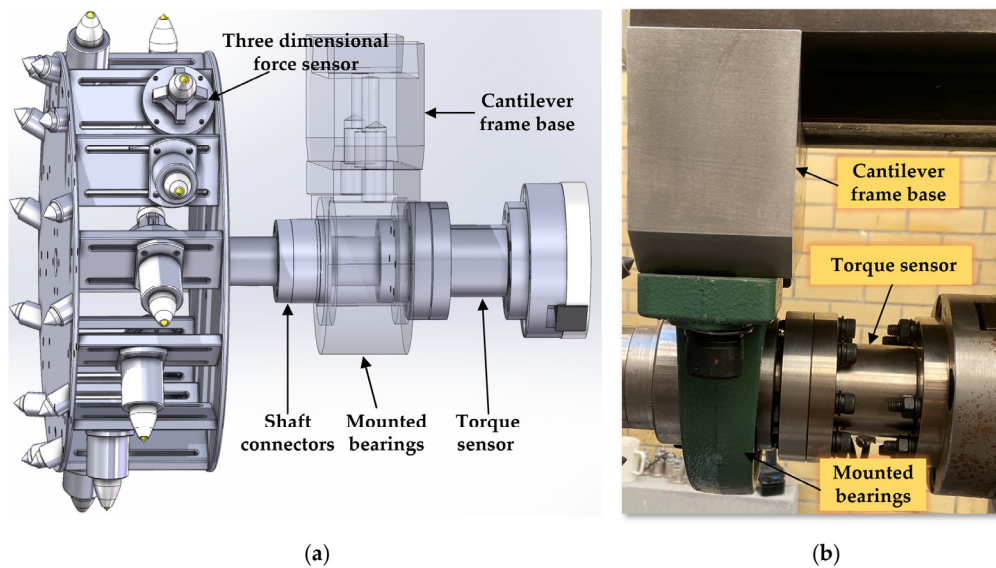 Three dimensional
force sensor
Cantilever
frame base
Shaft
connectors
Mounted
bearings
Torque
sensor
Cantilever
frame base
Torque sensor
Mounted
bearings
(a)
(b)